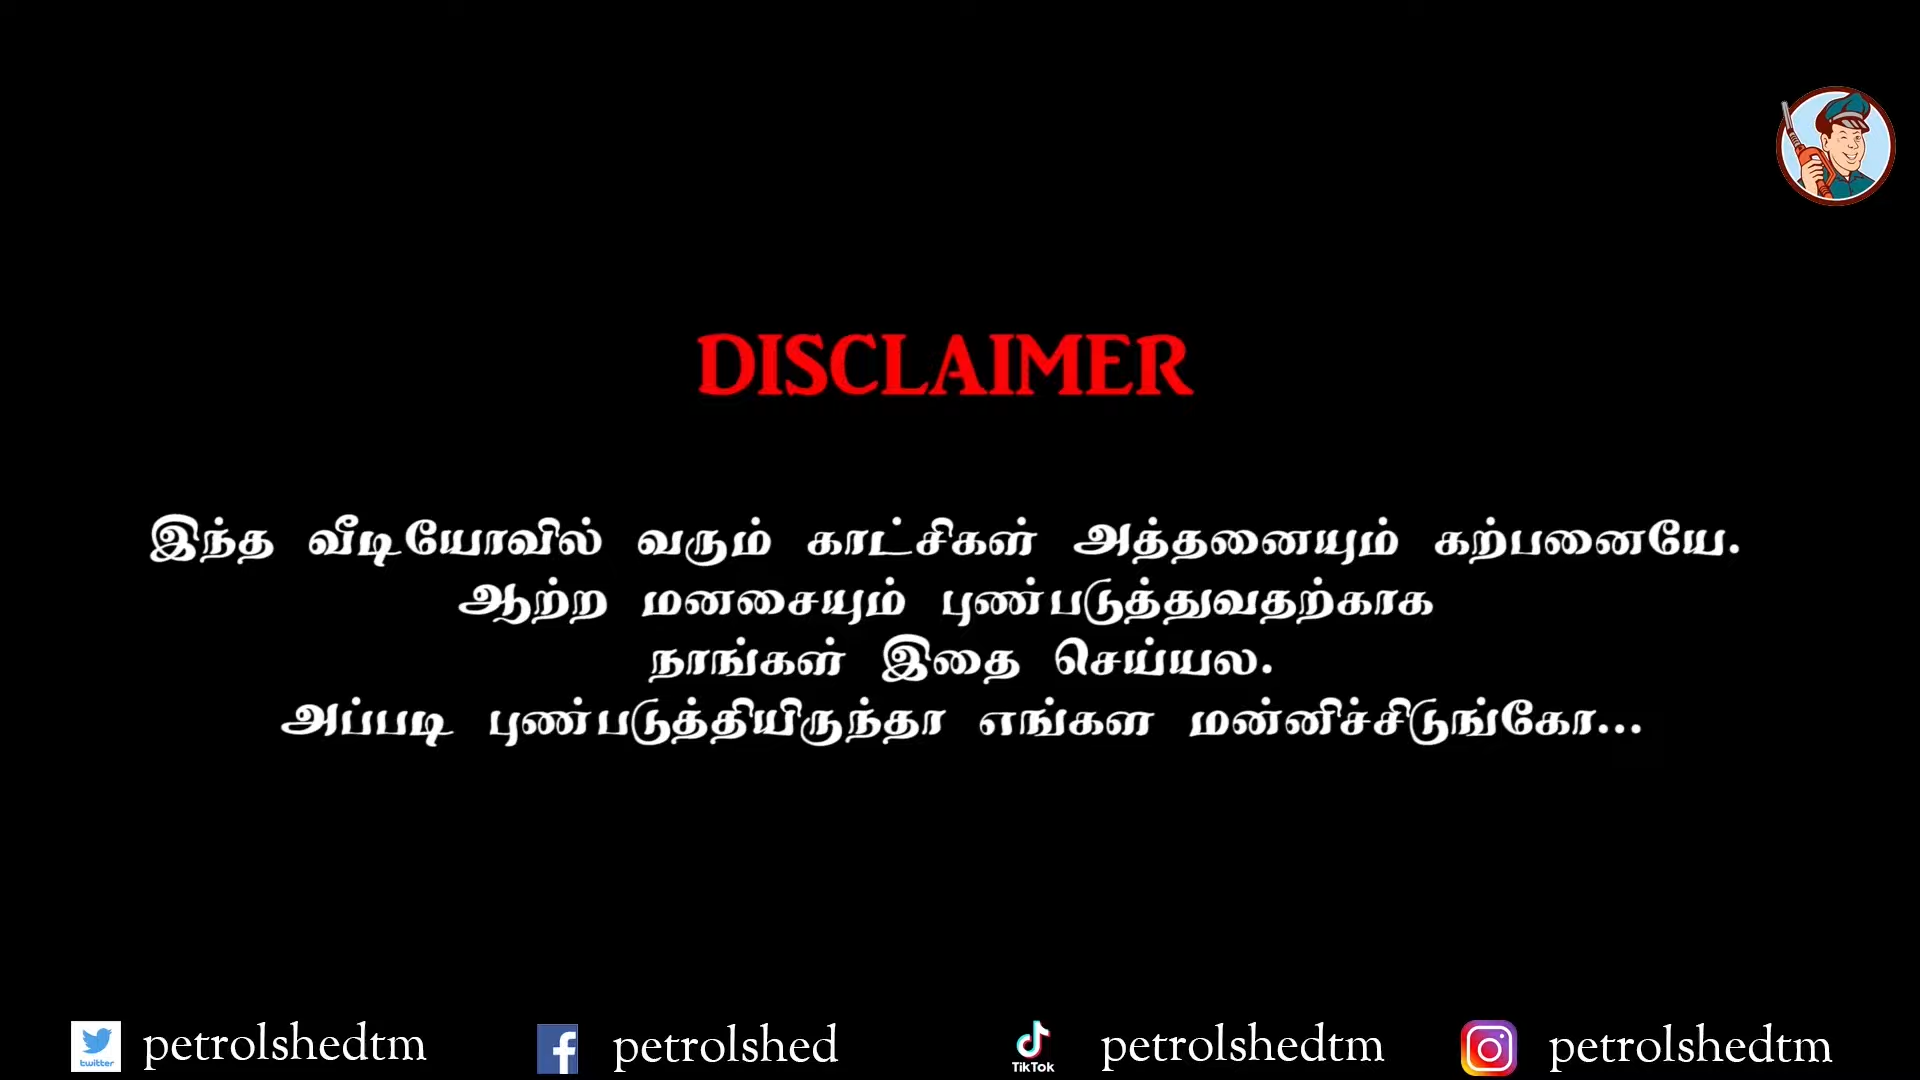 DISCLAIMER
இந்த வீடியோவில் வரும் காட்சிகள் அத்தனையும் கற்பனையே.
ஆற்ற மனசையும் புண்படுத்துவதற்காக
நாங்கள் இதை செய்யல.
அப்படி புண்படுத்தியிருந்தா எங்கள மன்னிச்சிடுங்கோ...
twitter petrolshedtm petrolshed TikTok petrolshedtm petrolshedtm